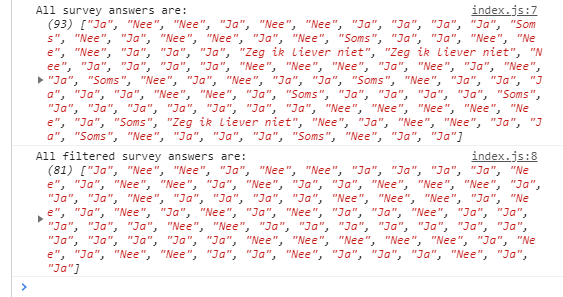 All survey answers are: index.js:7
(93) ["Ja", "Nee", "Nee", "Ja", "Nee", "Nee", "Ja", "Ja", "Ja", "Ja", "Som
s", "Nee", "Ja", "Nee", "Nee", "Ja", "Nee", "Soms", "Ja", "Ja", "Nee", "Ne
e", "Nee", "Ja", "Ja", "Ja", "Zeg ik liever niet", "Zeg ik liever niet", "N
ee", "Ja", "Ja", "Ja", "Ja", "Nee", "Nee", "Nee", "Ja", "Nee", "Ja", "Nee",
"Ja", "Soms", "Nee", "Ja", "Nee", "Ja", "Ja", "Soms", "Nee", "Ja", "Ja", "J
a", "Ja", "Ja", "Nee", "Nee", "Ja", "Soms", "Ja", "Ja", "Ja", "Ja", "Soms",
"Ja", "Ja", "Ja", "Ja", "Ja", "Ja", "Ja", "Nee", "Nee", "Nee", "Nee", "Ne
e", "Ja", "Soms", "Zeg ik liever niet", "Nee", "Ja", "Nee", "Nee", "Ja", "J
a", "Soms", "Nee", "Ja", "Ja", "Ja", "Soms", "Nee", "Ja", "Ja"]
All filtered survey answers are: index.js:8
(81) ["Ja", "Nee", "Nee", "Ja", "Nee", "Nee", "Ja", "Ja", "Ja", "Ja", "Ne
e", "Ja", "Nee", "Nee", "Ja", "Nee", "Ja", "Ja", "Nee", "Nee", "Nee", "Ja",
"Ja", "Ja", "Nee", "Ja", "Ja", "Ja", "Ja", "Nee", "Nee", "Nee", "Ja", "Ne
e", "Ja", "Nee", "Ja", "Nee", "Ja", "Nee", "Ja", "Ja", "Nee", "Ja", "Ja",
"Ja", "Ja", "Ja", "Ja", "Nee", "Nee", "Ja", "Ja", "Ja", "Ja", "Ja", "Ja",
"Ja", "Ja", "Ja", "Ja", "Ja", "Nee", "Nee", "Nee", "Nee", "Nee", "Ja", "Ne
e", "Ja", "Nee", "Nee", "Ja", "Ja", "Nee", "Ja", "Ja", "Ja", "Nee", "Ja",
"Ja"]